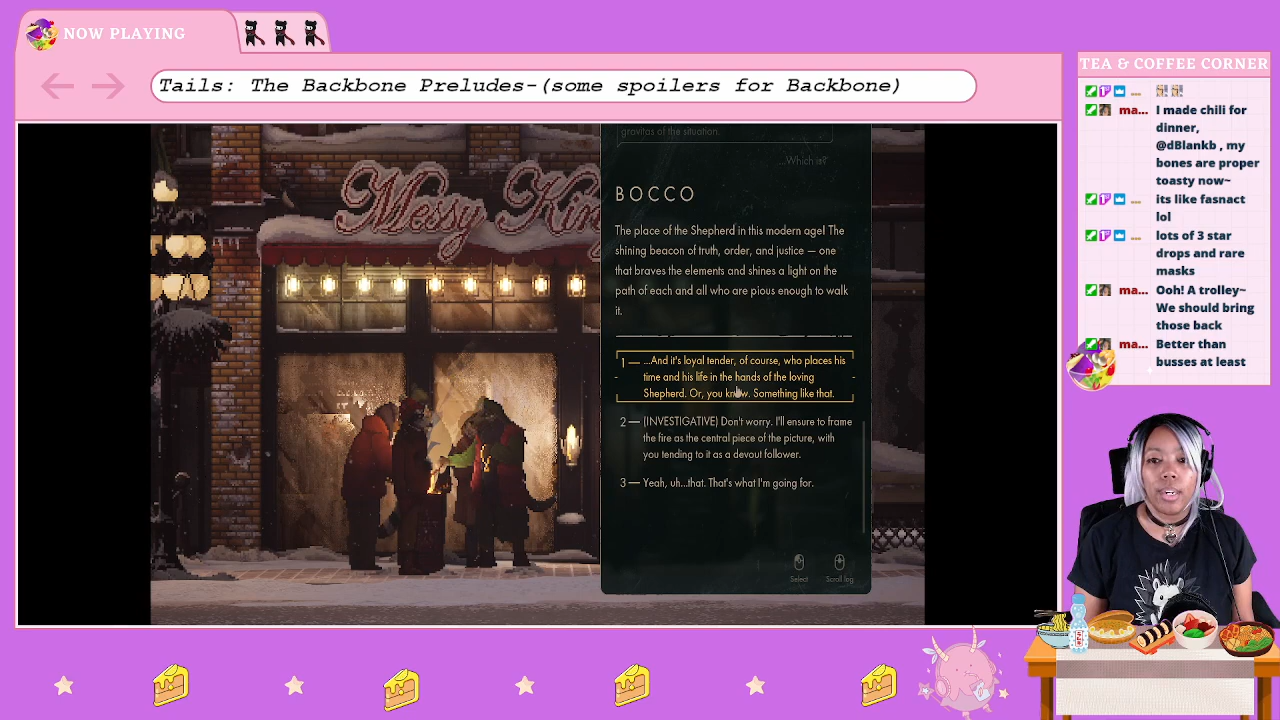 NOW PLAYING
Tails: The Backbone Preludes-(some spoilers for Backbone)
TEA & COFFEE CORNER
gravitas of the situation.
...Which is?
BOCCO
The place of the Shepherd in this modern age! The
shining beacon of truth, order, and justice — one
that braves the elements and shines a light on the
path of each and all who are pious enough to walk
it.
1 — ...And it's loyal tender, of course, who places his
fire and his life in the hands of the loving
Shepherd. Or, you know. Something like that.
2 — (INVESTIGATIVE) Don't worry. I'll ensure to frame
the fire as the central piece of the picture, with
you tending to it as a devout follower.
3 — Yeah, uh...that. That's what I'm going for.
Select
Scroll log
ma... I made chili for
dinner,
@dBlankb , my
bones are proper
toasty now~
its like fasnact
lol
lots of 3 star
drops and rare
masks
ma... Ooh! A trolley~
We should bring
those back
ma... Better than
busses at least